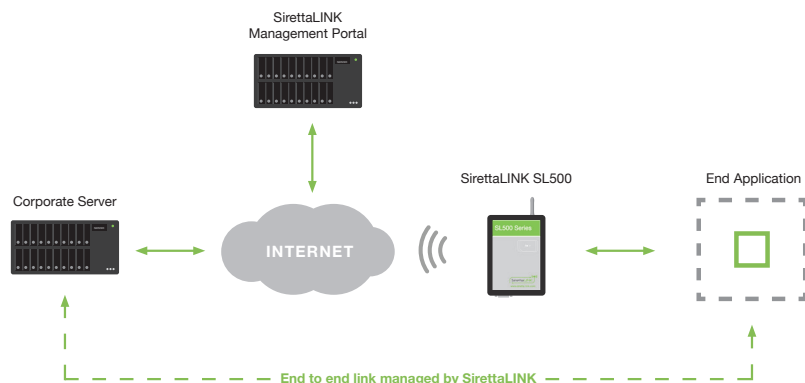 SirettaLINK
Management Portal
SirettaLINK SL500
End Application
Corporate Server
SL500 Series
INTERNET
End to end link managed by SirettaLINK